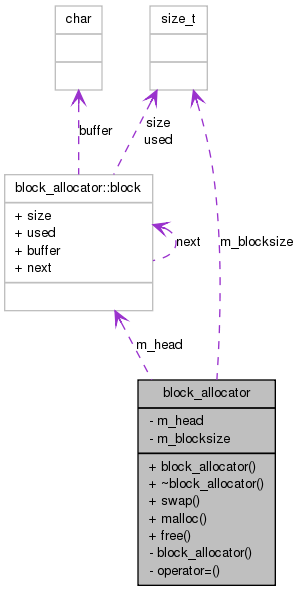 char
size_t
buffer
size
used
block_allocator::block
+ size
+ used
+ buffer
+ next
next
m_blocksize
m_head
block_allocator
- m_head
- m_blocksize
+ block_allocator()
+ ~block_allocator()
+ swap()
+ malloc()
+ free()
- block_allocator()
- operator=()